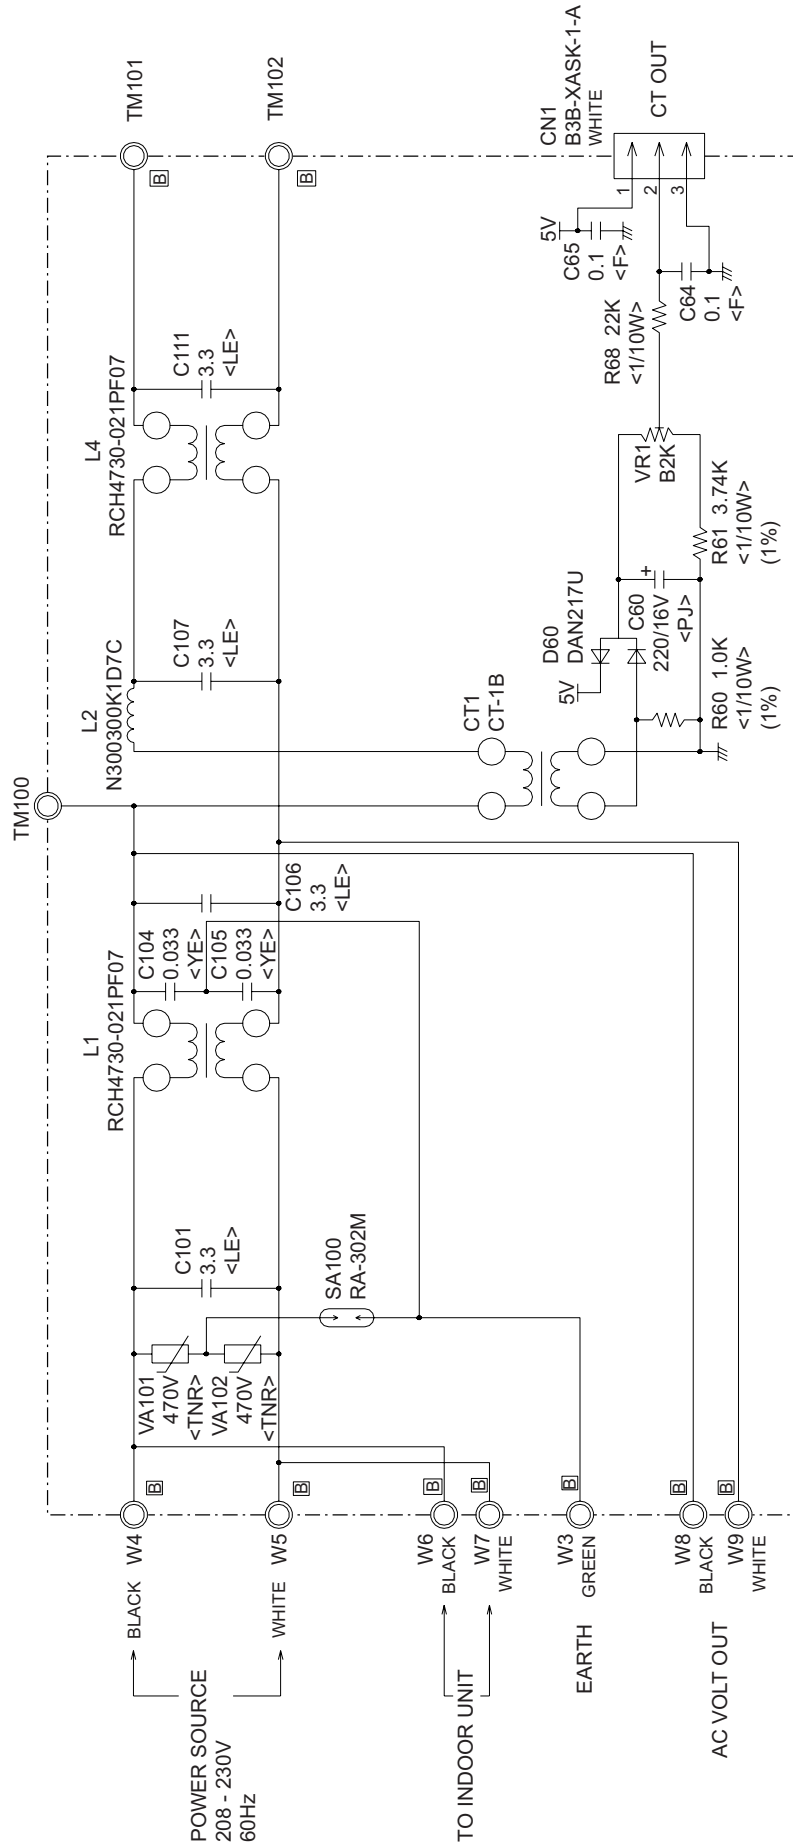 POWER SOURCE
208 - 230V
60Hz
BLACK
W4
B
WHITE
W5
B
TO INDOOR UNIT
W6
BLACK
B
W7
WHITE
B
EARTH
W3
GREEN
B
AC VOLT OUT
W8
BLACK
B
W9
WHITE
B
VA101
470V
<TNR>
VA102
470V
<TNR>
C101
3.3
<LE>
SA100
RA-302M
L1
RCH4730-021PF07
C104
0.033
<YE>
C105
0.033
<YE>
C106
3.3
<LE>
TM100
L2
N300300K1D7C
C107
3.3
<LE>
L4
RCH4730-021PF07
C111
3.3
<LE>
TM101
B
TM102
B
CT1
CT-1B
5V
D60
DAN217U
R60 1.0K
<1/10W>
(1%)
C60
+
220/16V
<PJ>
R61 3.74K
<1/10W>
(1%)
VR1
B2K
R68 22K
<1/10W>
C64
0.1
<F>
5V
C65
0.1
<F>
1
2
3
CN1
B3B-XASK-1-A
WHITE
CT OUT